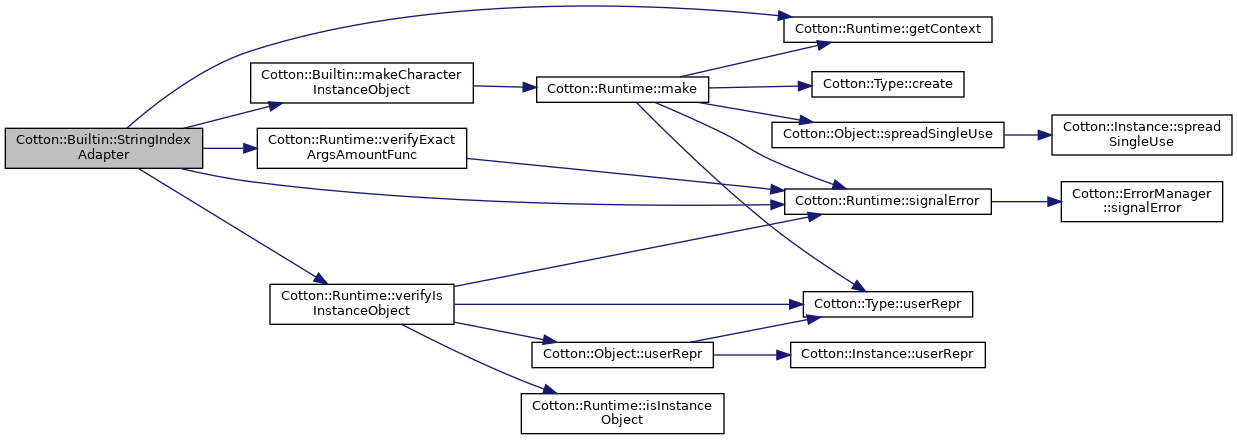 Cotton::Builtin::StringIndex
Adapter
Cotton::Runtime::getContext
Cotton::Builtin::makeCharacter
InstanceObject
Cotton::Runtime::make
Cotton::Type::create
Cotton::Object::spreadSingleUse
Cotton::Instance::spread
SingleUse
Cotton::Runtime::verifyExact
ArgsAmountFunc
Cotton::Runtime::signalError
Cotton::ErrorManager
::signalError
Cotton::Runtime::verifyIs
InstanceObject
Cotton::Type::userRepr
Cotton::Object::userRepr
Cotton::Instance::userRepr
Cotton::Runtime::isInstance
Object